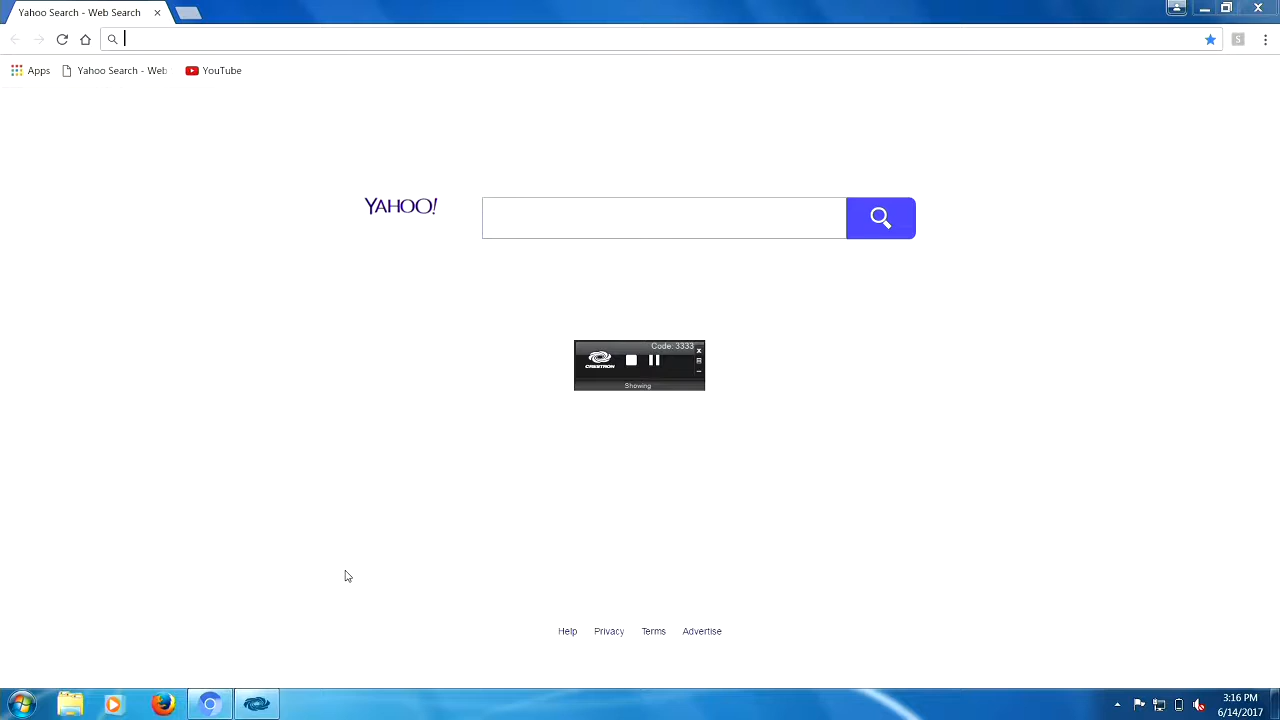 Yahoo Search - Web Search
Apps Yahoo Search - Web YouTube
YAHOO!
Code: 3333
CRESTRON
Showing
Help Privacy Terms Advertise
3:16 PM
6/14/2017